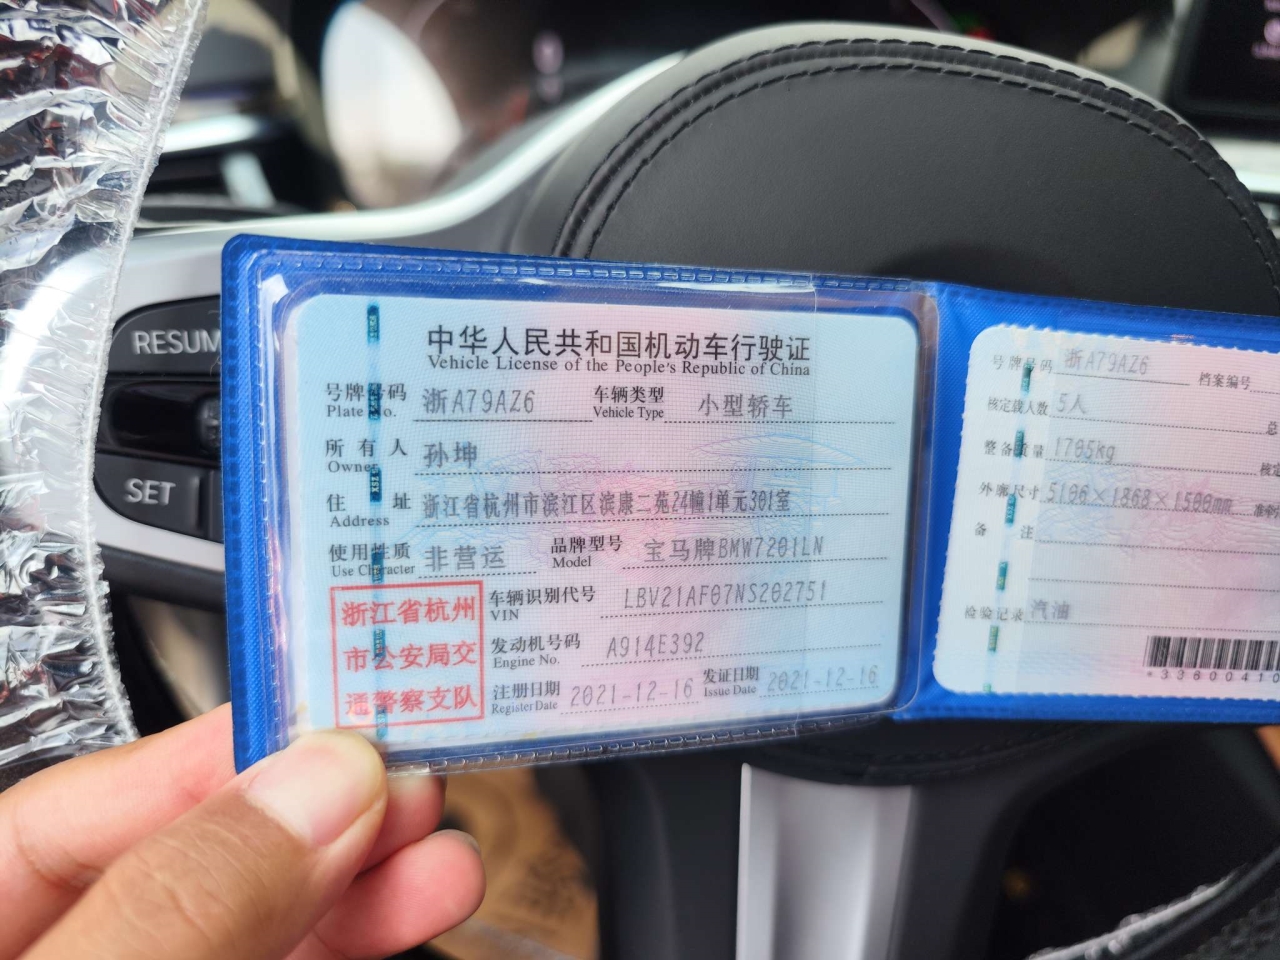 RESUM
SET
中华人民共和国机动车行驶证
Vehicle License of the People's Republic of China
号牌号码 浙A79AZ6 车辆类型 小型轿车
Plate No. Vehicle Type
所有人 孙坤
Owner
住址 浙江省杭州市滨江区滨康二苑24幢1单元301室
Address
使用性质 非营运 品牌型号 宝马牌BMW7201LN
Use Character Model
浙江省杭州
市公安局交
通警察支队
车辆识别代号 LBV21AF07NS202751
VIN
发动机号码 A914E392
Engine No.
注册日期 2021-12-16 发证日期 2021-12-16
Register Date Issue Date
号牌号码 浙A79AZ6 档案编号
核定载人数 5人 总
整备质量 1705kg 核定
外廓尺寸 5106×1868×1500mm 准牵
备注
检验记录 汽油
*33600410